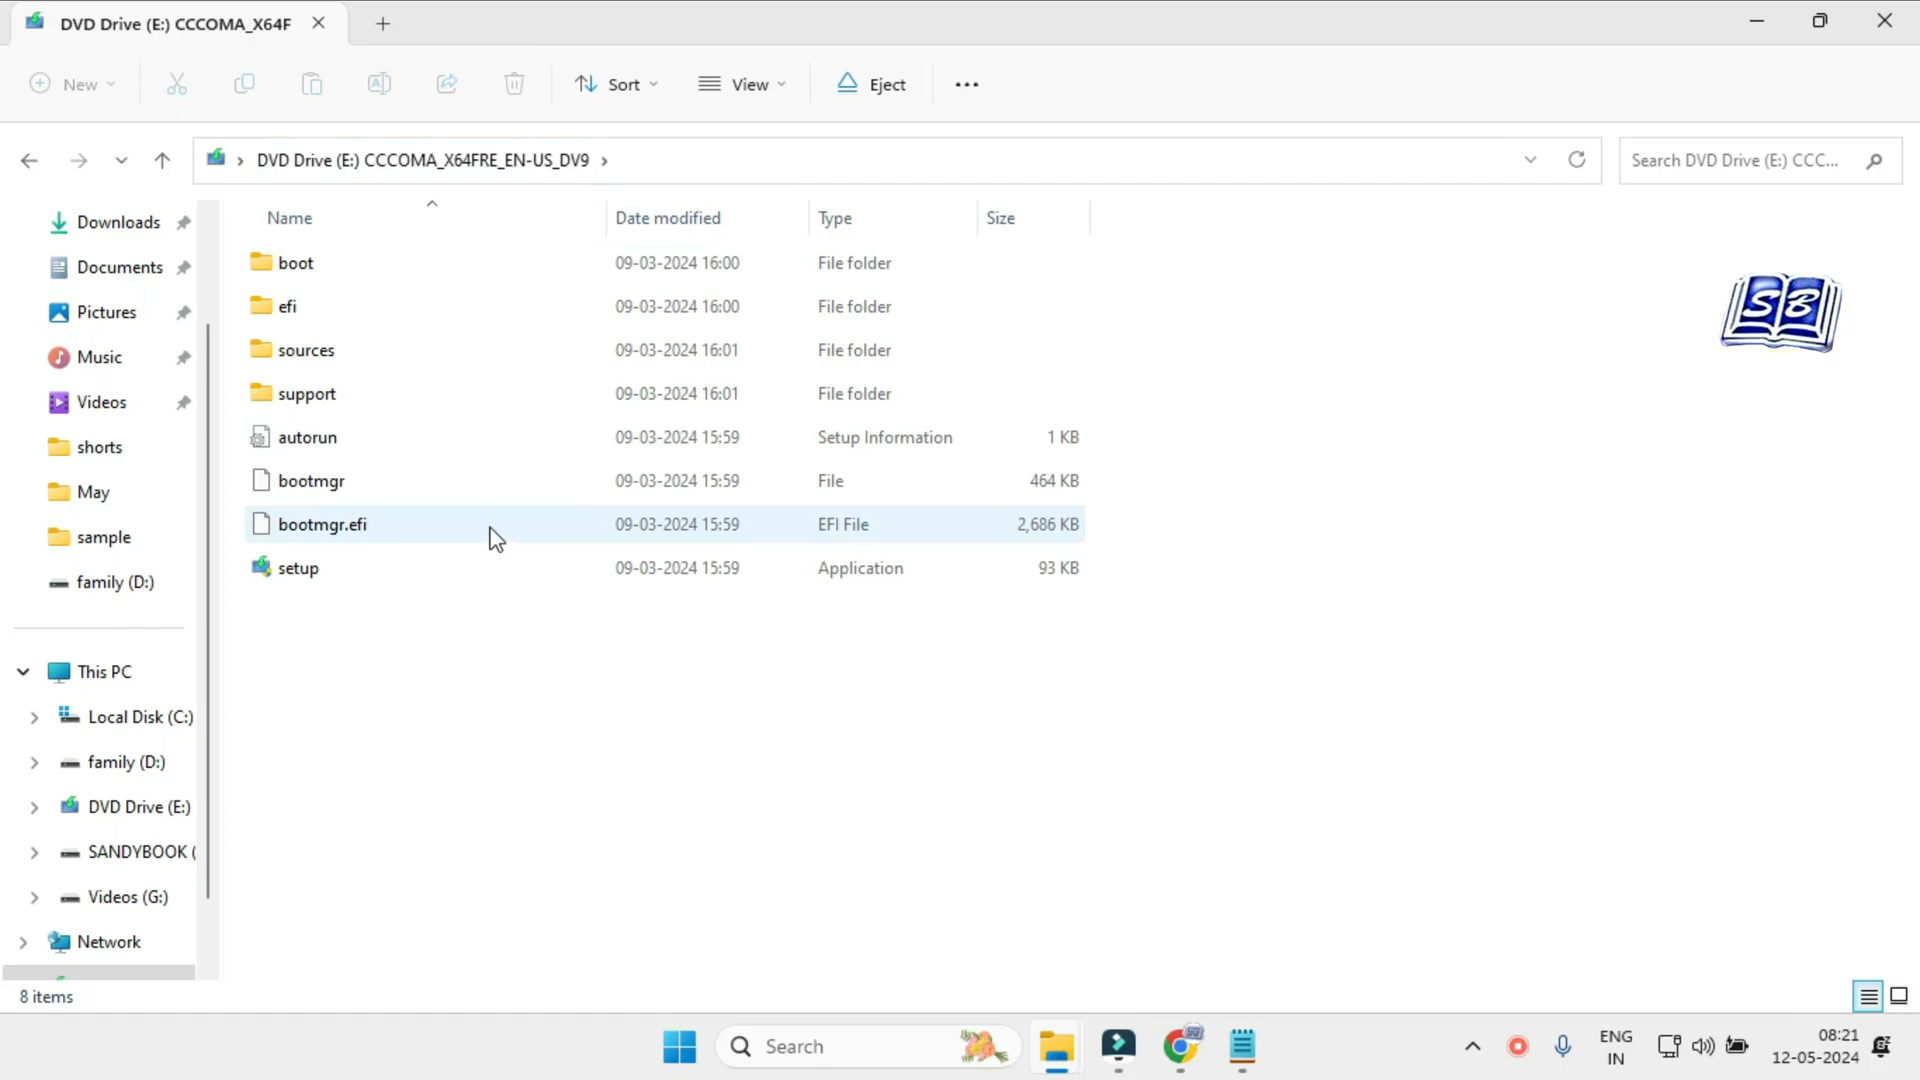 DVD Drive (E:) CCCOMA_X64F
New
Sort
View
Eject
DVD Drive (E:) CCCOMA_X64FRE_EN-US_DV9
Search DVD Drive (E:) CCC...
Downloads
Documents
Pictures
Music
Videos
shorts
May
sample
family (D:)
This PC
Local Disk (C:)
family (D:)
DVD Drive (E:)
SANDYBOOK (
Videos (G:)
Network
Name Date modified Type Size
boot 09-03-2024 16:00 File folder
efi 09-03-2024 16:00 File folder
sources 09-03-2024 16:01 File folder
support 09-03-2024 16:01 File folder
autorun 09-03-2024 15:59 Setup Information 1 KB
bootmgr 09-03-2024 15:59 File 464 KB
bootmgr.efi 09-03-2024 15:59 EFI File 2,686 KB
setup 09-03-2024 15:59 Application 93 KB
SB
8 items
Search
ENG
IN
08:21
12-05-2024